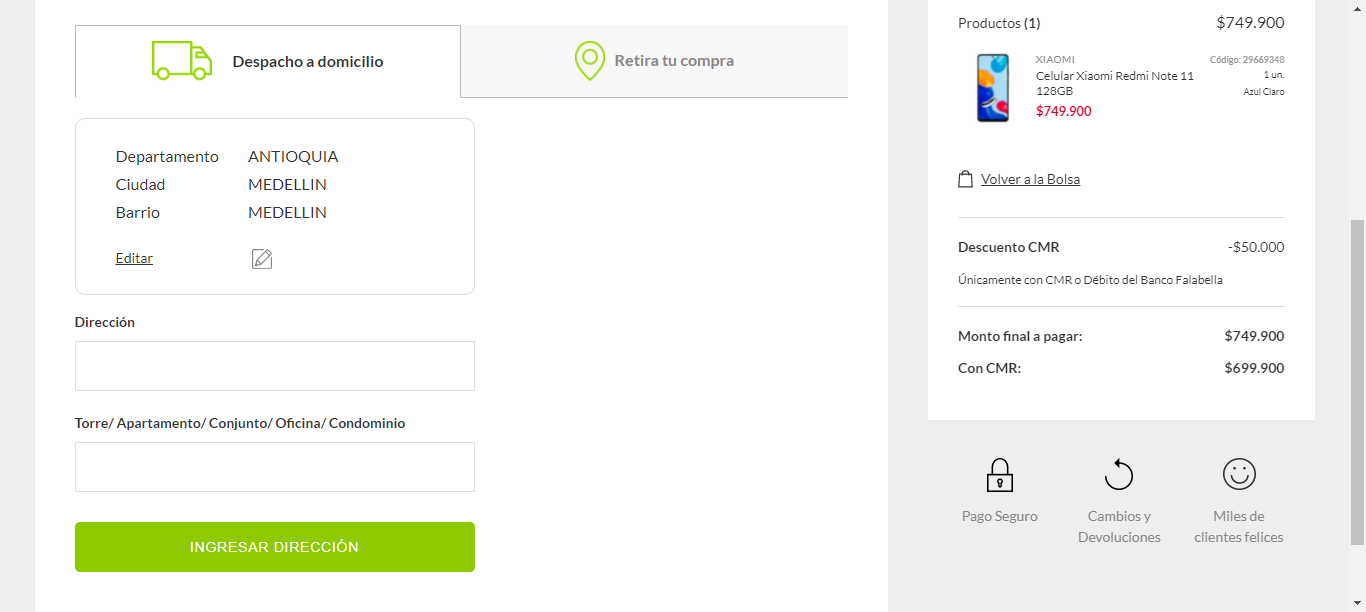 Despacho a domicilio
Retira tu compra
Departamento ANTIOQUIA
Ciudad MEDELLIN
Barrio MEDELLIN
Editar
Dirección
Torre/ Apartamento/ Conjunto/ Oficina/ Condominio
INGRESAR DIRECCIÓN
Productos (1) $749.900
XIAOMI Código: 29669348
Celular Xiaomi Redmi Note 11 1 un.
128GB Azul Claro
$749.900
Volver a la Bolsa
Descuento CMR -$50.000
Únicamente con CMR o Débito del Banco Falabella
Monto final a pagar: $749.900
Con CMR: $699.900
Pago Seguro
Cambios y
Devoluciones
Miles de
clientes felices